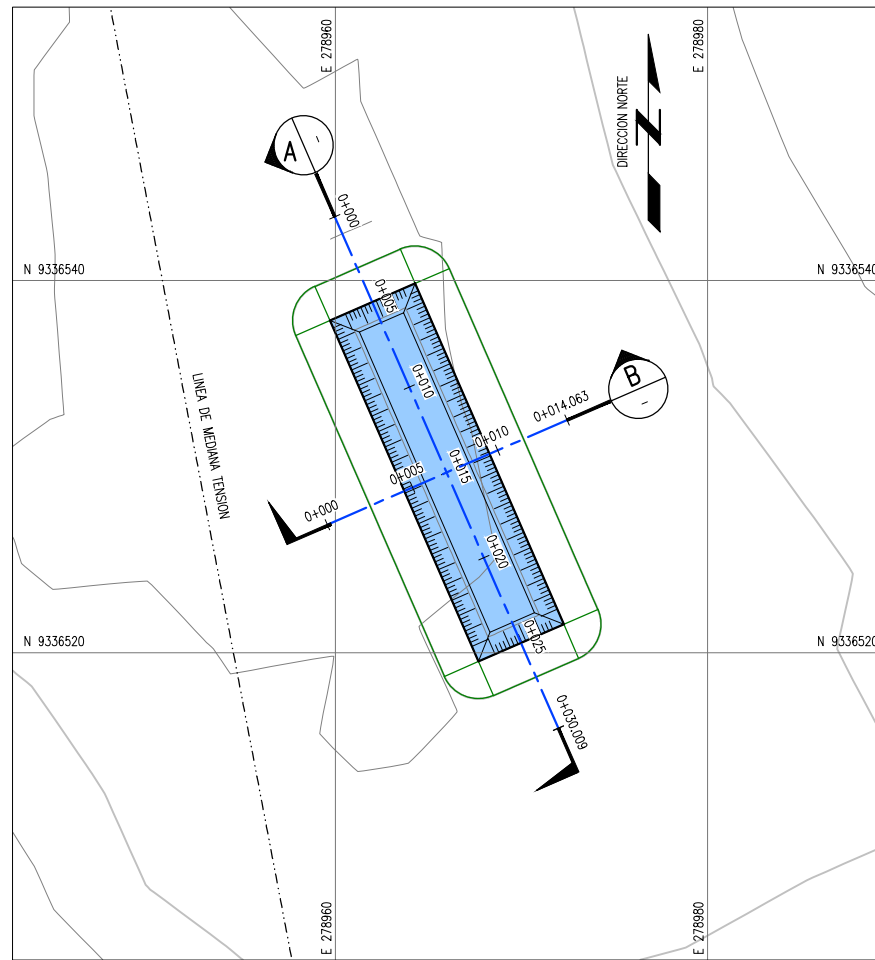 E 278960
E 278980
DIRECCION NORTE
N
A
-
0+000
N 9336540
N 9336540
0+005
LINEA DE MEDIANA TENSION
0+010
B
-
0+014.063
0+010
0+015
0+005
0+000
0+020
N 9336520
N 9336520
0+025
0+030.009
E 278960
E 278980